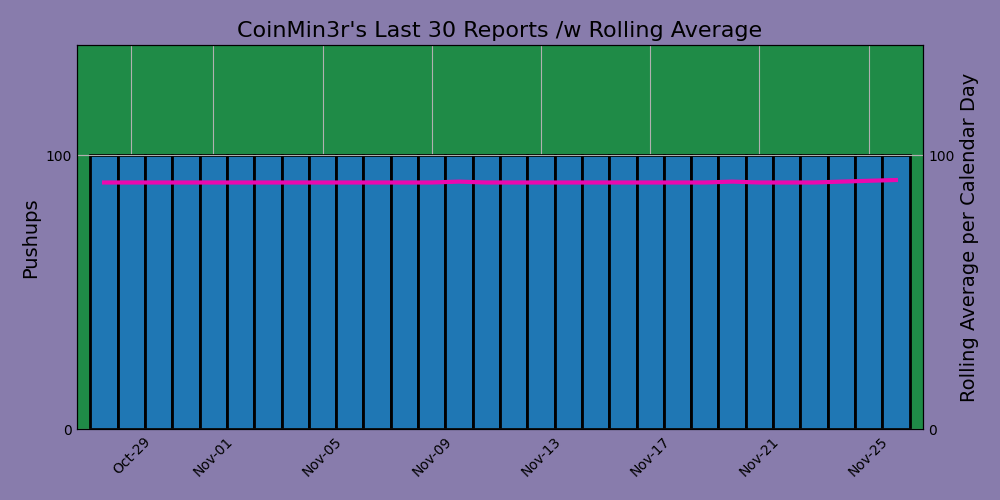 CoinMin3r's Last 30 Reports /w Rolling Average
Pushups
100
0
100
0
Rolling Average per Calendar Day
Oct-29
Nov-01
Nov-05
Nov-09
Nov-13
Nov-17
Nov-21
Nov-25